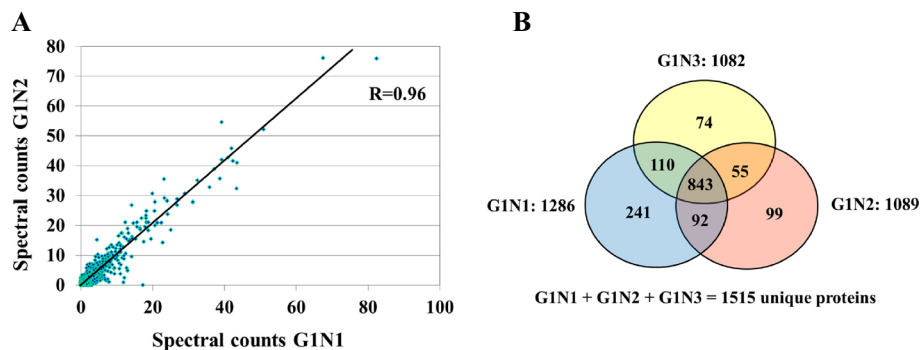 A
Spectral counts G1N2
80
70
60
50
40
30
20
10
0
R=0.96
0 20 40 60 80 100
Spectral counts G1N1
B
G1N3: 1082
74
110 55
843
G1N1: 1286 241 92 99 G1N2: 1089
G1N1 + G1N2 + G1N3 = 1515 unique proteins